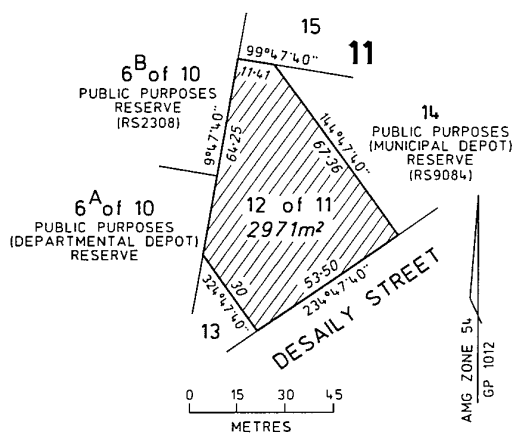 15
99°47'40"
11
11·41
6ᴮ of 10
PUBLIC PURPOSES
RESERVE
(RS2308)
9°47'40"
64·25
144°47'40"
67·36
14
PUBLIC PURPOSES
(MUNICIPAL DEPOT)
RESERVE
(RS9084)
6ᴬ of 10
PUBLIC PURPOSES
(DEPARTMENTAL DEPOT)
RESERVE
12 of 11
2971m²
324°47'40"
30
53·50
234°47'40"
13
DESAILY STREET
0 15 30 45
METRES
AMG ZONE 54
GP 1012